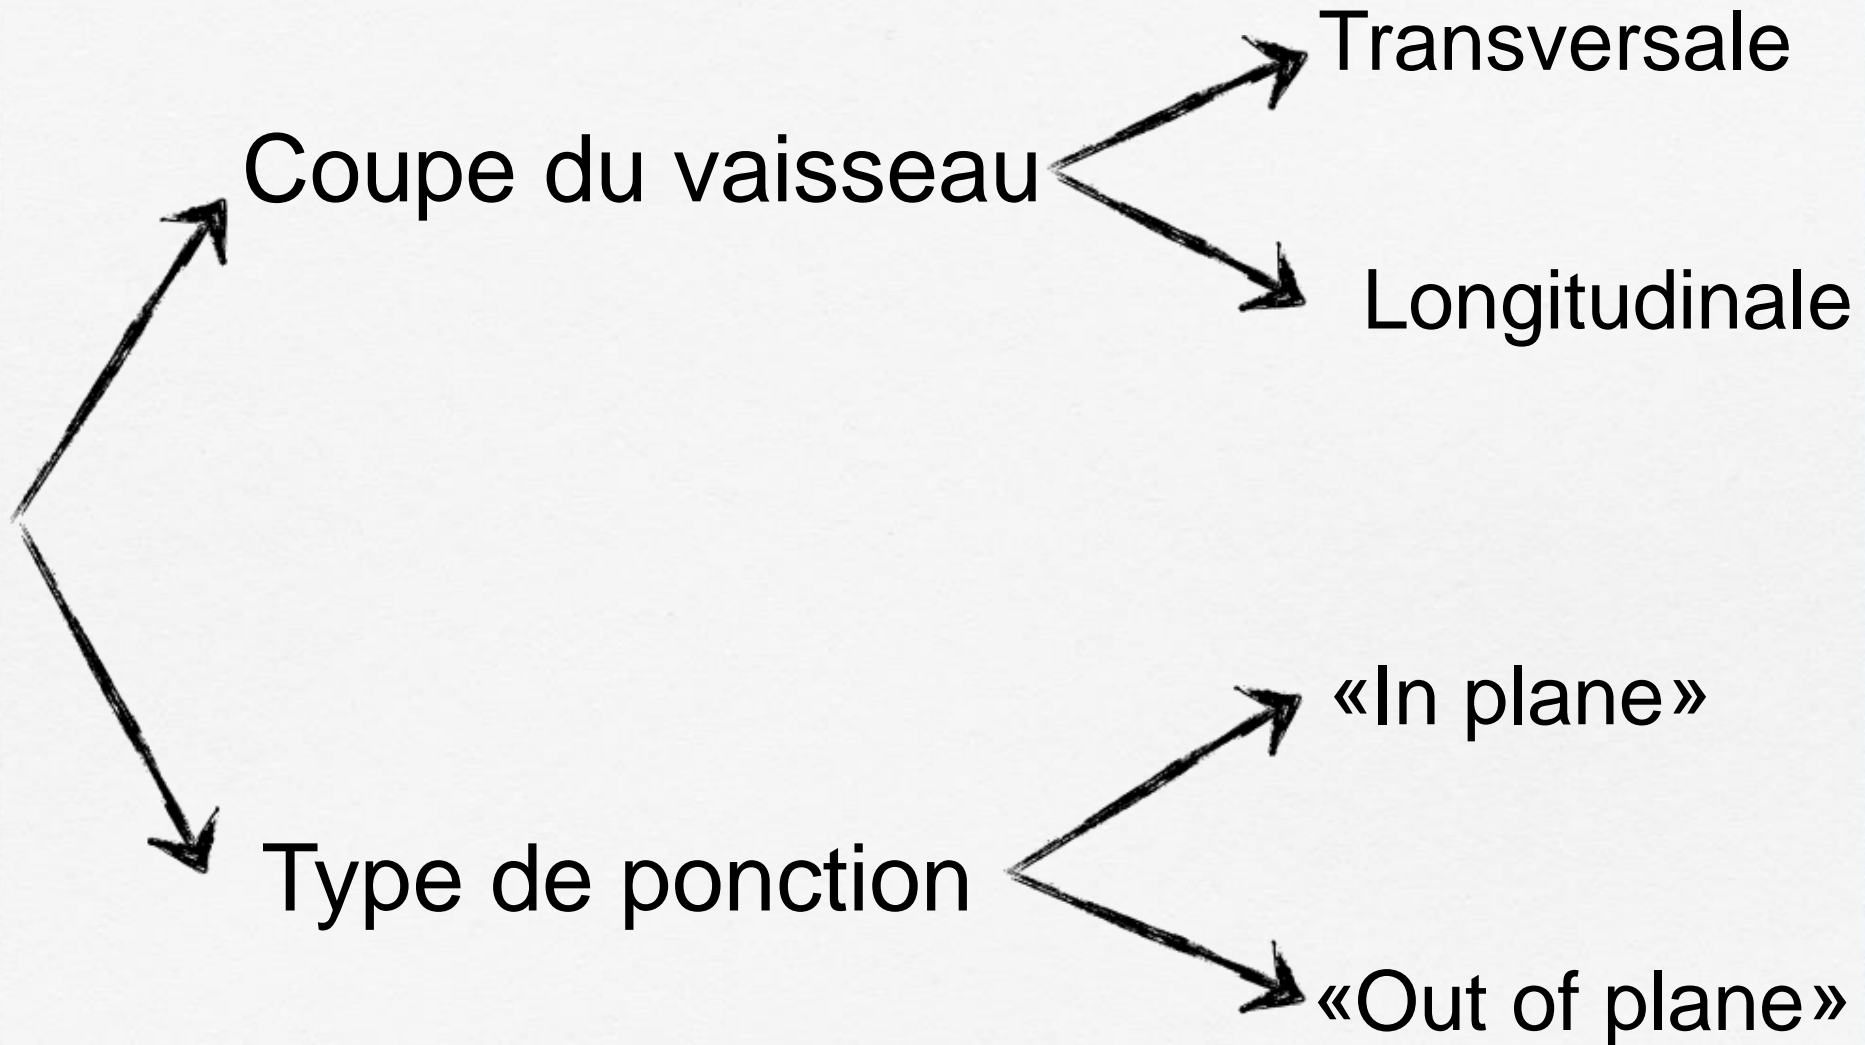 Transversale
Coupe du vaisseau
Longitudinale
«In plane»
Type de ponction
«Out of plane»